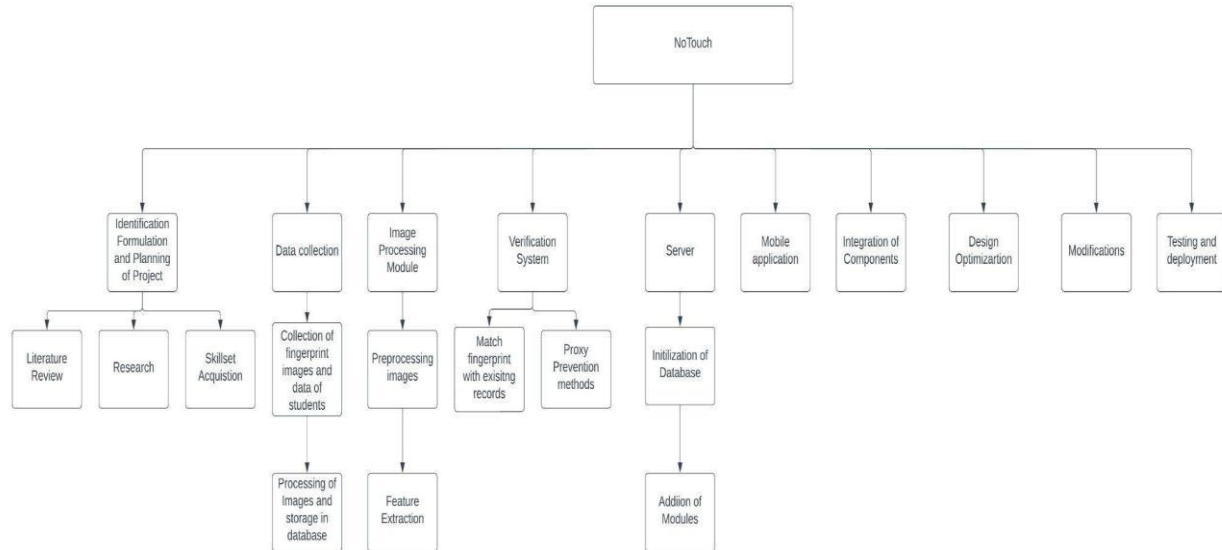 NoTouch
Identification
Formulation
and Planning
of Project
Data collection
Image
Processing
Module
Verification
System
Server
Mobile
application
Integration of
Components
Design
Optimizartion
Modifications
Testing and
deployment
Literature
Review
Research
Skillset
Acquistion
Collection of
fingerprint
images and
data of
students
Preprocessing
images
Match
fingerprint
with exisitng
records
Proxy
Prevention
methods
Initilization of
Database
Processing of
Images and
storage in
database
Feature
Extraction
Addiion of
Modules